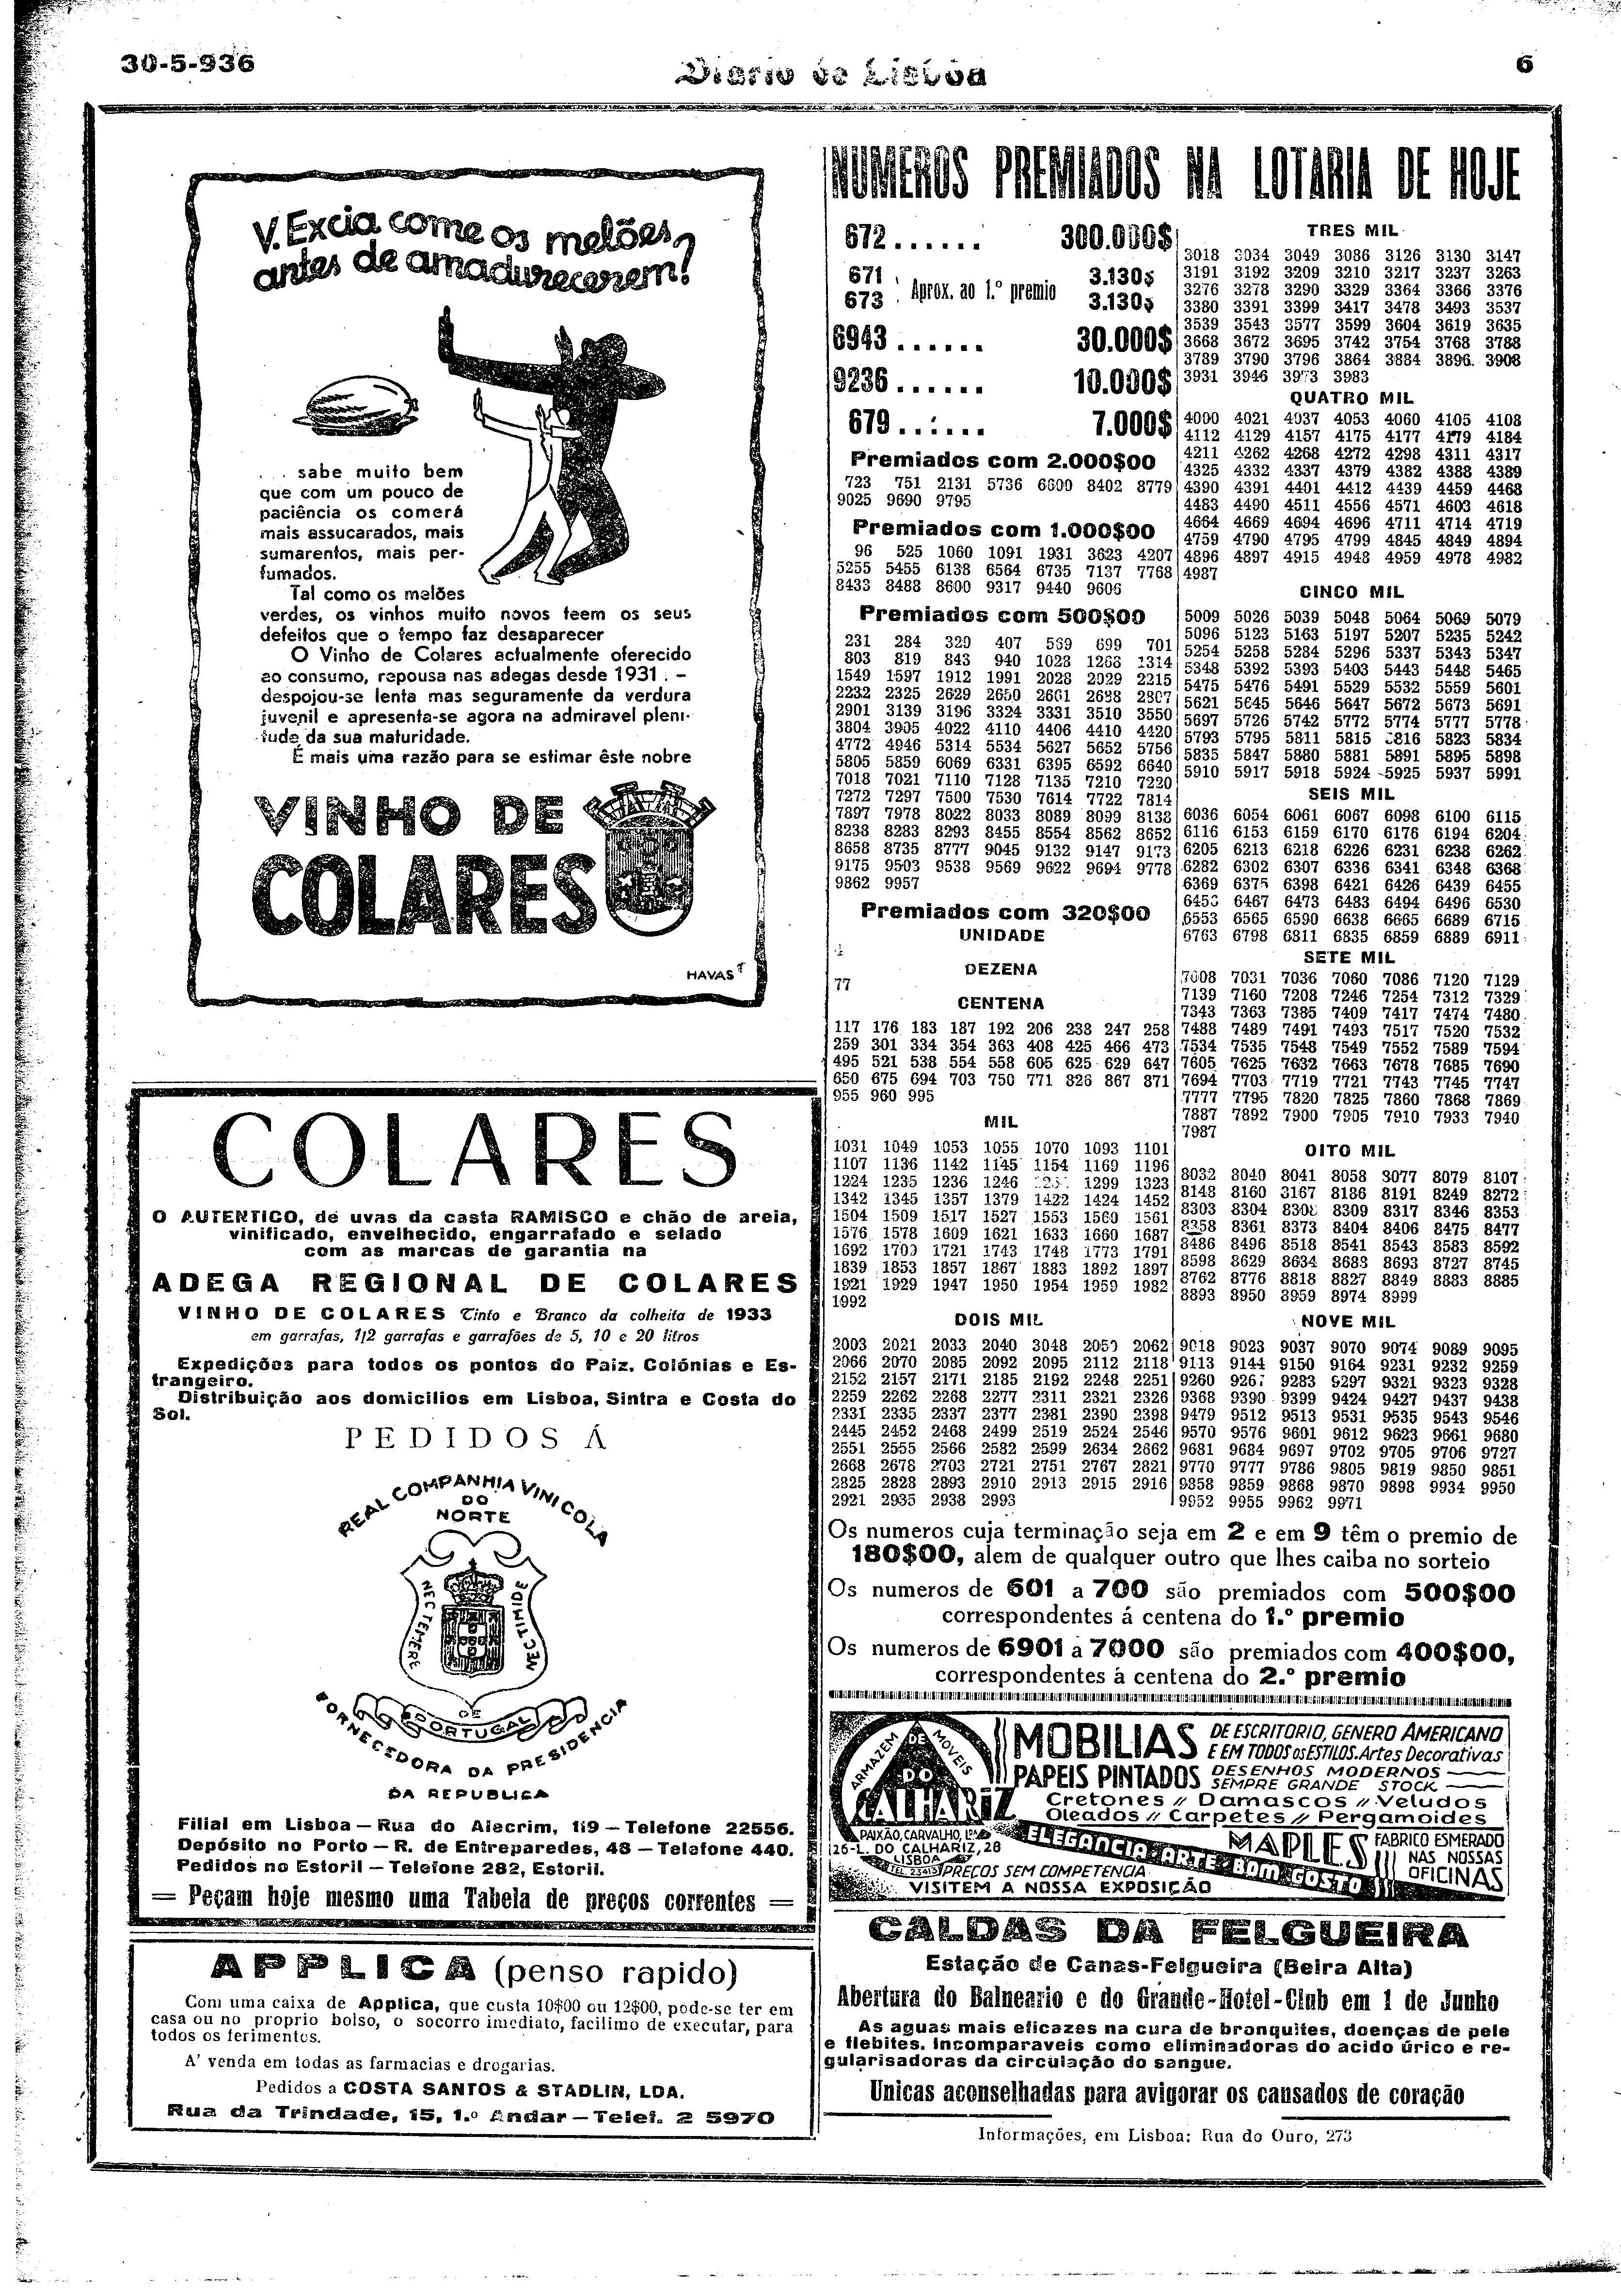 30-5-936
Diario de Lisbôa
6
V. Excia come os melões
antes de amadurecerem?!
. . . sabe muito bem
que com um pouco de
paciência os comerá
mais assucarados, mais
sumarentos, mais per-
fumados.
Tal como os melões
verdes, os vinhos muito novos teem os seus
defeitos que o tempo faz desaparecer
O Vinho de Colares actualmente oferecido
ao consumo, repousa nas adegas desde 1931. -
despojou-se lenta mas seguramente da verdura
juvenil e apresenta-se agora na admiravel pleni-
tude da sua maturidade.
É mais uma razão para se estimar êste nobre
VINHO DE
COLARES
HAVAS
COLARES
O AUTENTICO, de uvas da casta RAMISCO e chão de areia,
vinificado, envelhecido, engarrafado e selado
com as marcas de garantia na
ADEGA REGIONAL DE COLARES
VINHO DE COLARES Tinto e Branco da colheita de 1933
em garrafas, 1|2 garrafas e garrafões de 5, 10 e 20 litros
Expedições para todos os pontos do Paiz, Colónias e Es-
trangeiro.
Distribuição aos domicilios em Lisboa, Sintra e Costa do
Sol.
PEDIDOS Á
REAL COMPANHIA VINICOLA
DO
NORTE
NEC TEMERE
NEC TIMIDE
DE
PORTUGAL
FORNECEDORA DA PRESIDENCIA
DA REPUBLICA
Filial em Lisboa — Rua do Alecrim, 119 — Telefone 22556.
Depósito no Porto — R. de Entreparedes, 48 — Telefone 440.
Pedidos no Estoril — Telefone 282, Estoril.
= Peçam hoje mesmo uma Tabela de preços correntes =
APPLICA (penso rapido)
Com uma caixa de Applica, que custa 10$00 ou 12$00, pode-se ter em
casa ou no proprio bolso, o socorro imediato, facilimo de executar, para
todos os ferimentos.
A' venda em todas as farmacias e drogarias.
Pedidos a COSTA SANTOS & STADLIN, LDA.
Rua da Trindade, 15, 1.º Andar — Telef. 2 5970
NUMEROS PREMIADOS NA LOTARIA DE HOJE
672...... 300.000$
671 3.130$
Aprox. ao 1.º premio
673 3.130$
6943...... 30.000$
9236...... 10.000$
679...... 7.000$
Premiados com 2.000$00
723 751 2131 5736 6600 8402 8779
9025 9690 9795
Premiados com 1.000$00
96 525 1060 1091 1931 3623 4207
5255 5455 6138 6564 6735 7137 7768
8433 8488 8600 9317 9440 9606
Premiados com 500$00
231 284 329 407 569 699 701
803 819 843 940 1023 1268 1314
1549 1597 1912 1991 2028 2029 2215
2232 2325 2629 2650 2661 2688 2807
2901 3139 3196 3324 3331 3510 3550
3804 3905 4022 4110 4406 4410 4420
4772 4946 5314 5534 5627 5652 5756
5805 5859 6069 6331 6395 6592 6640
7018 7021 7110 7128 7135 7210 7220
7272 7297 7500 7530 7614 7722 7814
7897 7978 8022 8033 8089 8099 8138
8238 8283 8293 8455 8554 8562 8652
8658 8735 8777 9045 9132 9147 9173
9175 9503 9538 9569 9622 9694 9778
9862 9957
Premiados com 320$00
UNIDADE
DEZENA
77
CENTENA
117 176 183 187 192 206 238 247 258
259 301 334 354 363 408 425 466 473
495 521 538 554 558 605 625 629 647
650 675 694 703 750 771 826 867 871
955 960 995
MIL
1031 1049 1053 1055 1070 1093 1101
1107 1136 1142 1145 1154 1169 1196
1224 1235 1236 1246 1299 1323
1342 1345 1357 1379 1422 1424 1452
1504 1509 1517 1527 1553 1560 1561
1576 1578 1609 1621 1633 1660 1687
1692 1709 1721 1743 1748 1773 1791
1839 1853 1857 1867 1883 1892 1897
1921 1929 1947 1950 1954 1959 1982
1992
DOIS MIL
2003 2021 2033 2040 3048 2059 2062
2066 2070 2085 2092 2095 2112 2118
2152 2157 2171 2185 2192 2248 2251
2259 2262 2268 2277 2311 2321 2326
2331 2335 2337 2377 2381 2390 2398
2445 2452 2468 2499 2519 2524 2546
2551 2555 2566 2582 2599 2634 2662
2668 2678 2703 2721 2751 2767 2821
2825 2828 2893 2910 2913 2915 2916
2921 2935 2938 2993
TRES MIL
3018 3034 3049 3086 3126 3130 3147
3191 3192 3209 3210 3217 3237 3263
3276 3278 3290 3329 3364 3366 3376
3380 3391 3399 3417 3478 3493 3537
3539 3543 3577 3599 3604 3619 3635
3668 3672 3695 3742 3754 3768 3788
3789 3790 3796 3864 3884 3896 3908
3931 3946 3973 3983
QUATRO MIL
4000 4021 4037 4053 4060 4105 4108
4112 4129 4157 4175 4177 4179 4184
4211 4262 4268 4272 4298 4311 4317
4325 4332 4337 4379 4382 4388 4389
4390 4391 4401 4412 4439 4459 4468
4483 4490 4511 4556 4571 4603 4618
4664 4669 4694 4696 4711 4714 4719
4759 4790 4795 4799 4845 4849 4894
4896 4897 4915 4948 4959 4978 4982
4987
CINCO MIL
5009 5026 5039 5048 5064 5069 5079
5096 5123 5163 5197 5207 5235 5242
5254 5258 5284 5296 5337 5343 5347
5348 5392 5393 5403 5443 5448 5465
5475 5476 5491 5529 5532 5559 5601
5621 5645 5646 5647 5672 5673 5691
5697 5726 5742 5772 5774 5777 5778
5793 5795 5811 5815 5816 5823 5834
5835 5847 5880 5881 5891 5895 5898
5910 5917 5918 5924 5925 5937 5991
SEIS MIL
6036 6054 6061 6067 6098 6100 6115
6116 6153 6159 6170 6176 6194 6204
6205 6213 6218 6226 6231 6238 6262
6282 6302 6307 6336 6341 6348 6368
6369 6375 6398 6421 6426 6439 6455
6456 6467 6473 6483 6494 6496 6530
6553 6565 6590 6638 6665 6689 6715
6763 6798 6811 6835 6859 6889 6911
SETE MIL
7008 7031 7036 7060 7086 7120 7129
7139 7160 7208 7246 7254 7312 7329
7343 7363 7385 7409 7417 7474 7480
7488 7489 7491 7493 7517 7520 7532
7534 7535 7548 7549 7552 7589 7594
7605 7625 7632 7663 7678 7685 7690
7694 7703 7719 7721 7743 7745 7747
7777 7795 7820 7825 7860 7868 7869
7887 7892 7900 7905 7910 7933 7940
7987
OITO MIL
8032 8040 8041 8058 3077 8079 8107
8148 8160 3167 8186 8191 8249 8272
8303 8304 8308 8309 8317 8346 8353
8358 8361 8373 8404 8406 8475 8477
8486 8496 8518 8541 8543 8583 8592
8598 8629 8634 8683 8693 8727 8745
8762 8776 8818 8827 8849 8883 8885
8893 8950 8959 8974 8999
NOVE MIL
9018 9023 9037 9070 9074 9089 9095
9113 9144 9150 9164 9231 9232 9259
9260 9267 9283 9297 9321 9323 9328
9368 9390 9399 9424 9427 9437 9438
9479 9512 9513 9531 9535 9543 9546
9570 9576 9601 9612 9623 9661 9680
9681 9684 9697 9702 9705 9706 9727
9770 9777 9786 9805 9819 9850 9851
9858 9859 9868 9870 9898 9934 9950
9952 9955 9962 9971
Os numeros cuja terminação seja em 2 e em 9 têm o premio de
180$00, alem de qualquer outro que lhes caiba no sorteio
Os numeros de 601 a 700 são premiados com 500$00
correspondentes á centena do 1.º premio
Os numeros de 6901 a 7000 são premiados com 400$00,
correspondentes á centena do 2.º premio
ARMAZEM DE MOVEIS
DO
CALHARIZ
PAIXÃO, CARVALHO, L.DA
26-L. DO CALHARIZ, 28
LISBOA
MOBILIAS DE ESCRITORIO, GENERO AMERICANO
E EM TODOS OS ESTILOS. Artes Decorativas
PAPEIS PINTADOS DESENHOS MODERNOS
SEMPRE GRANDE STOCK
Cretones // Damascos // Veludos
Oleados // Carpetes // Pergamoides
ELEGANCIA. ARTE. BOM GOSTO
MAPLES FABRICO ESMERADO
NAS NOSSAS
OFICINAS
PREÇOS SEM COMPETENCIA
VISITEM A NOSSA EXPOSIÇÃO
CALDAS DA FELGUEIRA
Estação de Canas-Felgueira (Beira Alta)
Abertura do Balneario e do Grande-Hotel-Club em 1 de Junho
As aguas mais eficazes na cura de bronquites, doenças de pele
e flebites. Incomparaveis como eliminadoras do acido úrico e re-
gularisadoras da circulação do sangue.
Unicas aconselhadas para avigorar os cansados de coração
Informações, em Lisboa: Rua do Ouro, 273